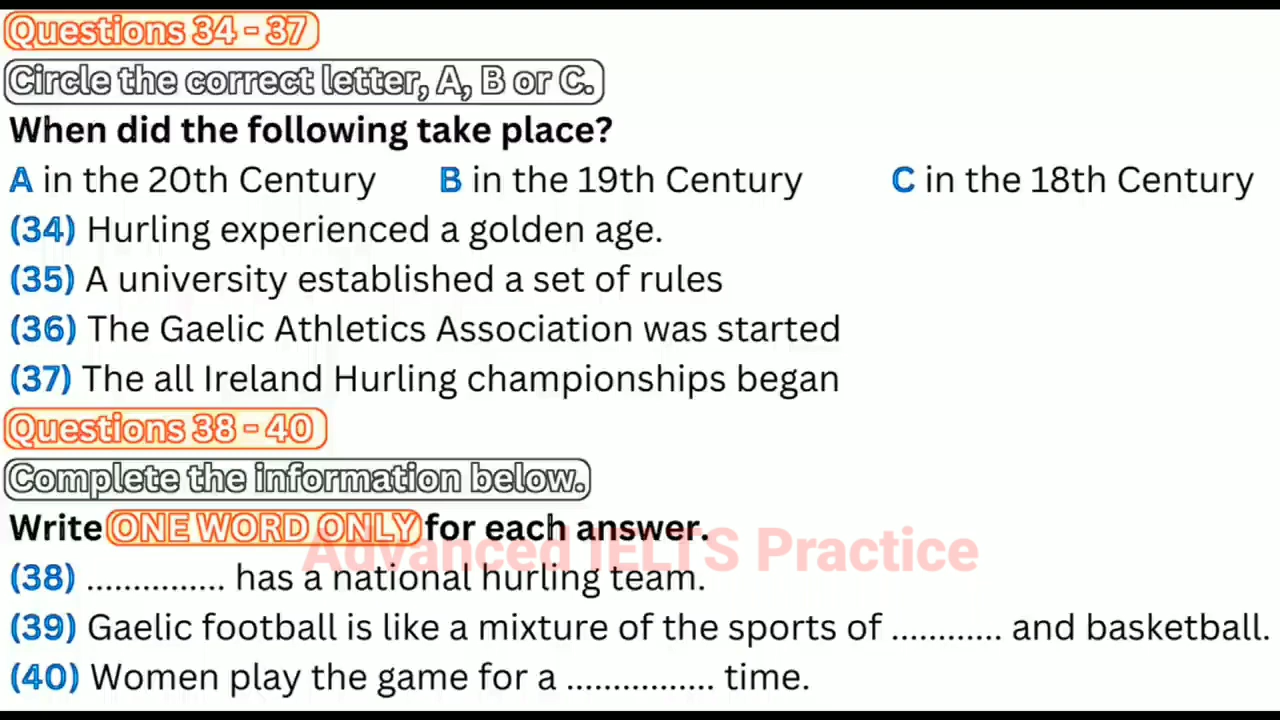 Questions 34 - 37
Circle the correct letter, A, B or C.
When did the following take place?
A in the 20th Century B in the 19th Century C in the 18th Century
(34) Hurling experienced a golden age.
(35) A university established a set of rules
(36) The Gaelic Athletics Association was started
(37) The all Ireland Hurling championships began
Questions 38 - 40
Complete the information below.
Write ONE WORD ONLY for each answer.
Advanced IELTS Practice
(38) ............... has a national hurling team.
(39) Gaelic football is like a mixture of the sports of ............ and basketball.
(40) Women play the game for a ................ time.